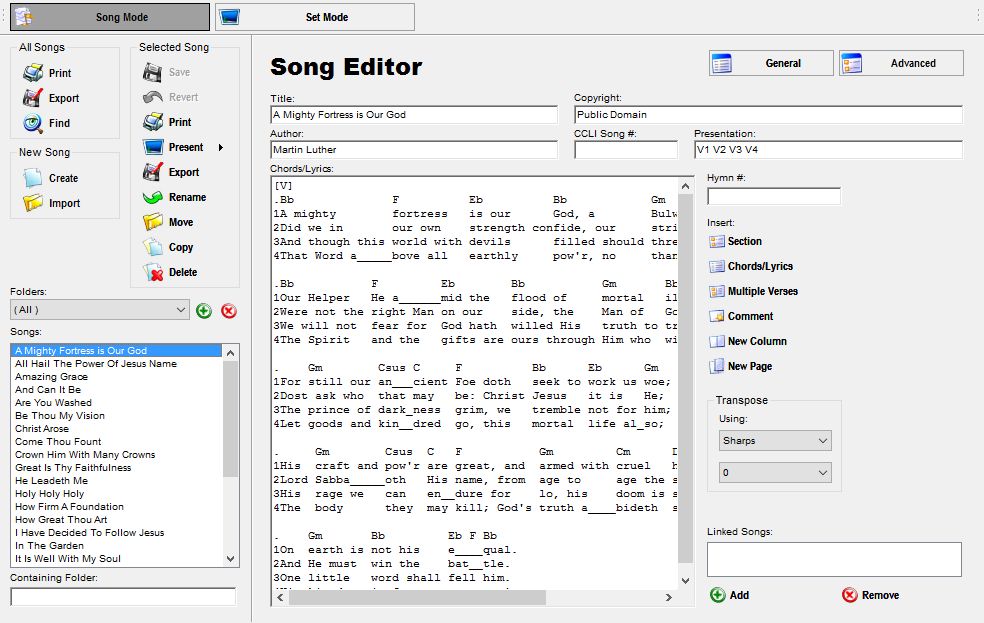 Song Mode
Set Mode
All Songs
Print
Export
Find
New Song
Create
Import
Selected Song
Save
Revert
Print
Present
Export
Rename
Move
Copy
Delete
Folders:
( All )
Songs:
A Mighty Fortress is Our God
All Hail The Power Of Jesus Name
Amazing Grace
And Can It Be
Are You Washed
Be Thou My Vision
Christ Arose
Come Thou Fount
Crown Him With Many Crowns
Great Is Thy Faithfulness
He Leadeth Me
Holy Holy Holy
How Firm A Foundation
How Great Thou Art
I Have Decided To Follow Jesus
In The Garden
It Is Well With My Soul
Containing Folder:
Song Editor
General
Advanced
Title:
A Mighty Fortress is Our God
Copyright:
Public Domain
Author:
Martin Luther
CCLI Song #:
Presentation:
V1 V2 V3 V4
Chords/Lyrics:
[V]
.Bb F Eb Bb Gm
1A mighty fortress is our God, a Bulw
2Did we in our own strength confide, our stri
3And though this world with devils filled should thre
4That Word a_____bove all earthly pow'r, no than
.Bb F Eb Bb Gm Bb
1Our Helper He a______mid the flood of mortal il
2Were not the right Man on our side, the Man of Go
3We will not fear for God hath willed His truth to tr
4The Spirit and the gifts are ours through Him who wi
. Gm Csus C F Bb Eb Gm
1For still our an___cient Foe doth seek to work us woe;
2Dost ask who that may be: Christ Jesus it is He;
3The prince of dark_ness grim, we tremble not for him;
4Let goods and kin__dred go, this mortal life al_so;
. Gm Csus C F Gm Cm D
1His craft and pow'r are great, and armed with cruel h
2Lord Sabba_____oth His name, from age to age the s
3His rage we can en__dure for lo, his doom is s
4The body they may kill; God's truth a____bideth s
. Gm Bb Eb F Bb
1On earth is not his e____qual.
2And He must win the bat__tle.
3One little word shall fell him.
Hymn #:
Insert:
Section
Chords/Lyrics
Multiple Verses
Comment
New Column
New Page
Transpose
Using:
Sharps
0
Linked Songs:
Add
Remove